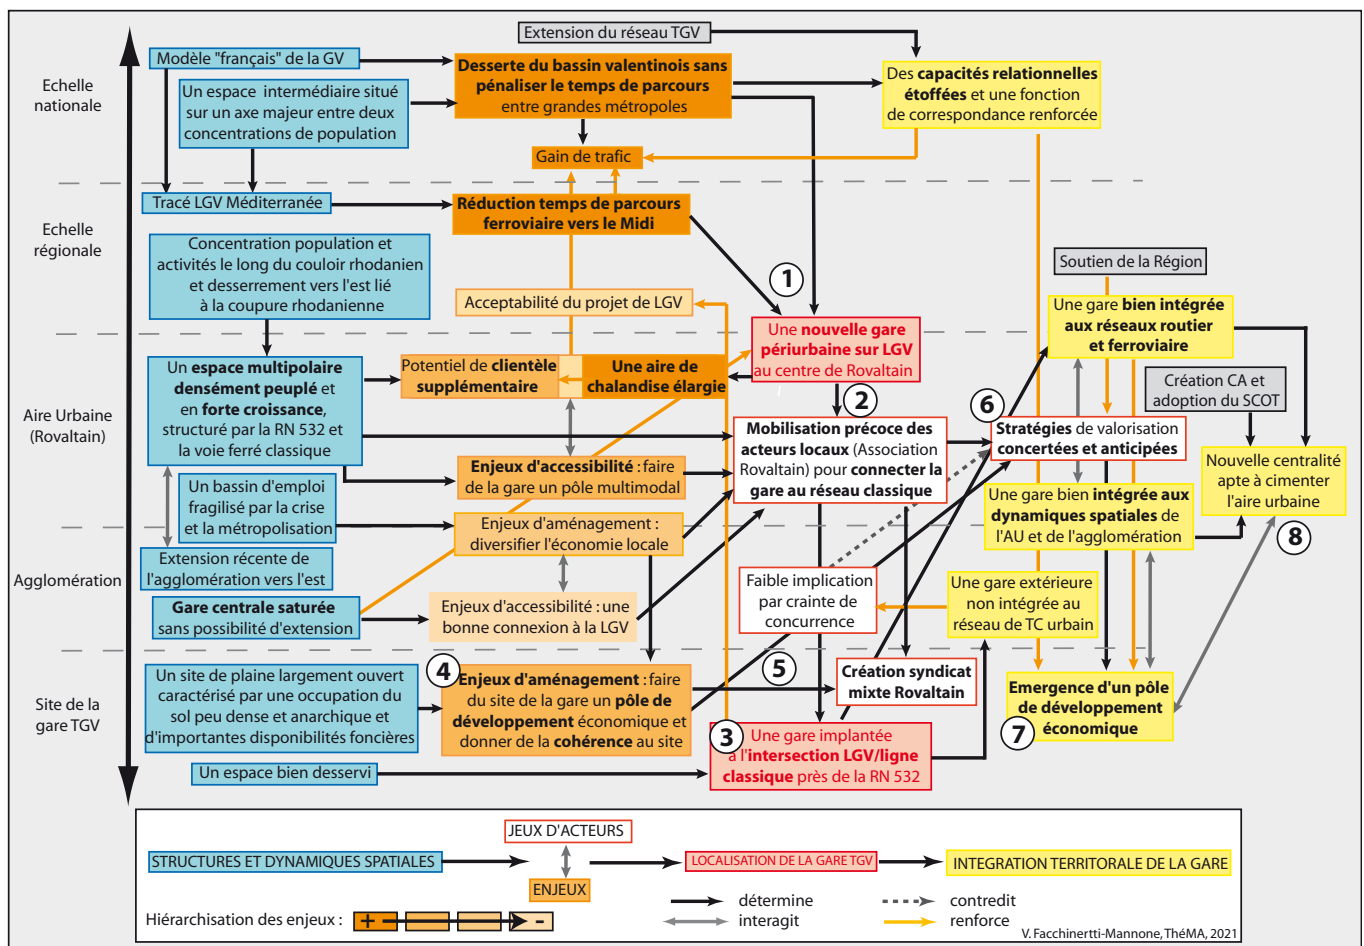 Extension du réseau TGV
Echelle
nationale
Modèle "français" de la GV
Desserte du bassin valentinois sans
pénaliser le temps de parcours
entre grandes métropoles
Des capacités relationnelles
étoffées et une fonction
de correspondance renforcée
Un espace intermédiaire situé
sur un axe majeur entre deux
concentrations de population
Gain de trafic
Echelle
régionale
Tracé LGV Méditerranée
Réduction temps de parcours
ferroviaire vers le Midi
Concentration population et
activités le long du couloir rhodanien
et desserrement vers l'est lié
à la coupure rhodanienne
Soutien de la Région
1
Acceptabilité du projet de LGV
Une gare bien intégrée
aux réseaux routier
et ferroviaire
Une nouvelle gare
périurbaine sur LGV
au centre de Rovaltain
Aire Urbaine
(Rovaltain)
Un espace multipolaire
densément peuplé et
en forte croissance,
structuré par la RN 532 et
la voie ferré classique
Potentiel de clientèle
supplémentaire
Une aire de
chalandise élargie
Création CA et
adoption du SCOT
2
6
Mobilisation précoce des
acteurs locaux (Association
Rovaltain) pour connecter la
gare au réseau classique
Stratégies de valorisation
concertées et anticipées
Enjeux d'accessibilité : faire
de la gare un pôle multimodal
Nouvelle centralité
apte à cimenter
l'aire urbaine
8
Un bassin d'emploi
fragilisé par la crise
et la métropolisation
Une gare bien intégrée aux
dynamiques spatiales de
l'AU et de l'agglomération
Enjeux d'aménagement :
diversifier l'économie locale
Agglomération
Extension récente de
l'agglomération vers l'est
Faible implication
par crainte de
concurrence
Une gare extérieure
non intégrée au
réseau de TC urbain
Gare centrale saturée
sans possibilité d'extension
Enjeux d'accessibilité : une
bonne connexion à la LGV
Site de la
gare TGV
Un site de plaine largement ouvert
caractérisé par une occupation du
sol peu dense et anarchique et
d'importantes disponibilités foncières
4
Enjeux d'aménagement : faire
du site de la gare un pôle de
développement économique et
donner de la cohérence au site
5
Création syndicat
mixte Rovaltain
Emergence d'un pôle
de développement
économique
7
3
Une gare implantée
à l'intersection LGV/ligne
classique près de la RN 532
Un espace bien desservi
JEUX D'ACTEURS
STRUCTURES ET DYNAMIQUES SPATIALES
LOCALISATION DE LA GARE TGV
INTEGRATION TERRITORALE DE LA GARE
ENJEUX
Hiérarchisation des enjeux :
+ -
détermine
contredit
interagit
renforce
V. Facchinertti-Mannone, ThéMA, 2021